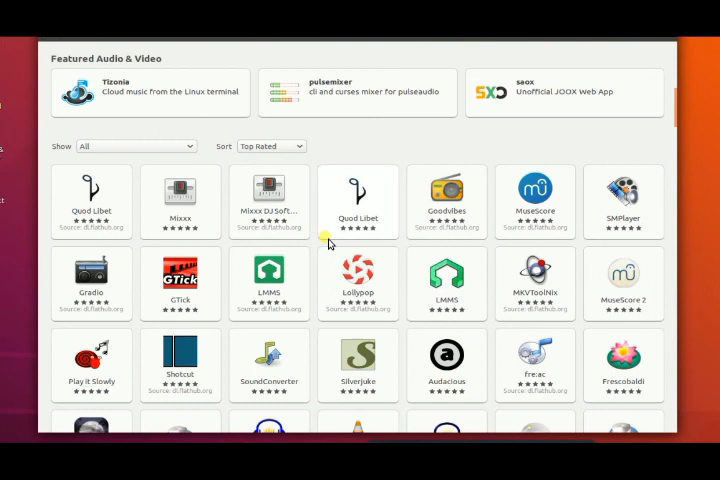 Featured Audio & Video
Tizonia
Cloud music from the Linux terminal
pulsemixer
cli and curses mixer for pulseaudio
SXO
saox
Unofficial JOOX Web App
Show All
Sort Top Rated
Quod Libet
Source: dl.flathub.org
Mixxx
Mixxx DJ Soft...
Source: dl.flathub.org
Quod Libet
Goodvibes
Source: dl.flathub.org
MuseScore
Source: dl.flathub.org
SMPlayer
Gradio
Source: dl.flathub.org
GTick
GTick
LMMS
Source: dl.flathub.org
Lollypop
Source: dl.flathub.org
LMMS
MKVToolNix
Source: dl.flathub.org
MuseScore 2
Play it Slowly
Shotcut
Source: dl.flathub.org
SoundConverter
S
Silverjuke
a
Audacious
fre:ac
Source: dl.flathub.org
Frescobaldi